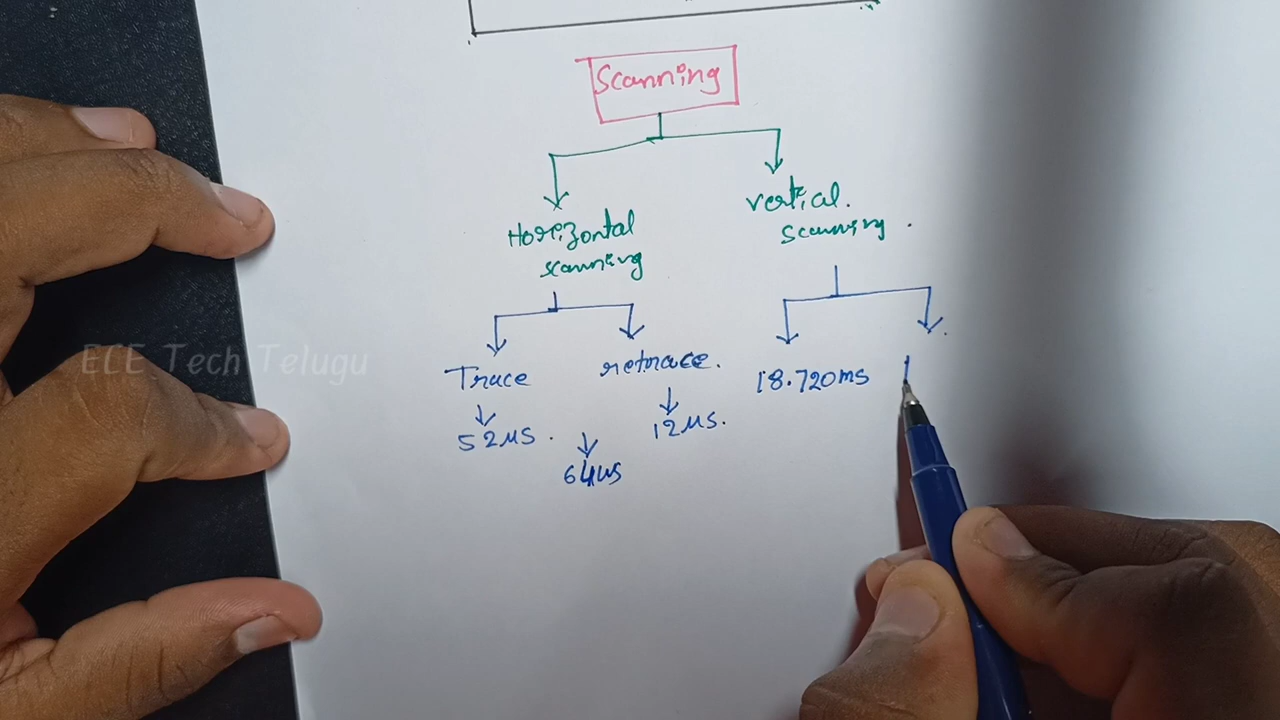 Scanning
Horizontal
scanning
vertical.
scanning.
Trace
retrace.
52μs.
12μs.
64μs
18.720ms
ECE Tech Telugu